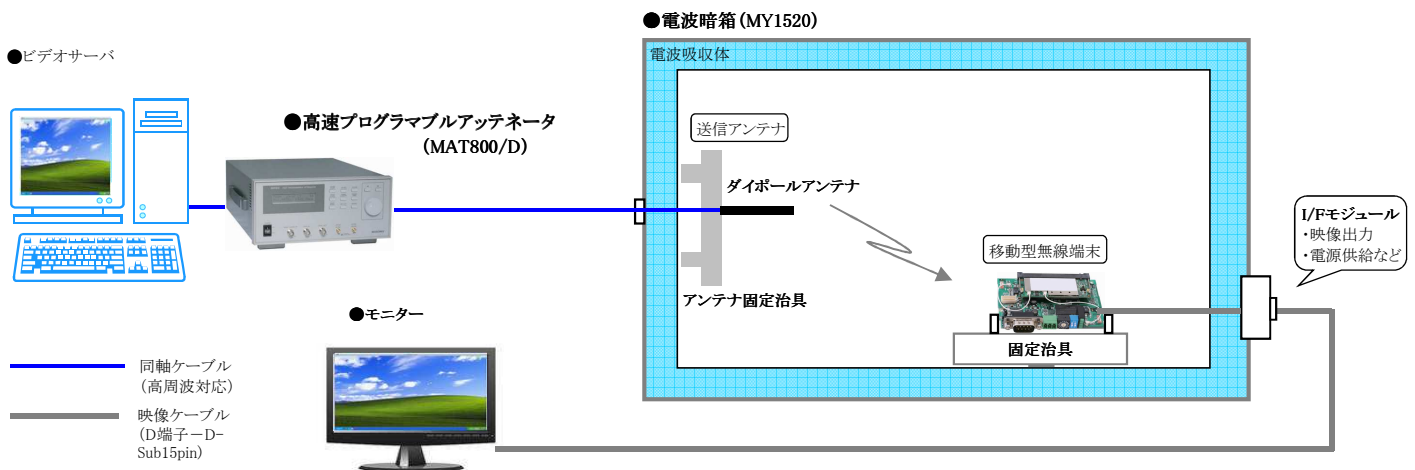 ●電波暗箱(MY1520)
●ビデオサーバ
電波吸収体
●高速プログラマブルアッテネータ
(MAT800/D)
送信アンテナ
ダイポールアンテナ
I/Fモジュール
・映像出力
・電源供給など
移動型無線端末
アンテナ固定治具
●モニター
固定治具
同軸ケーブル
(高周波対応)
映像ケーブル
(D端子－D-
Sub15pin)